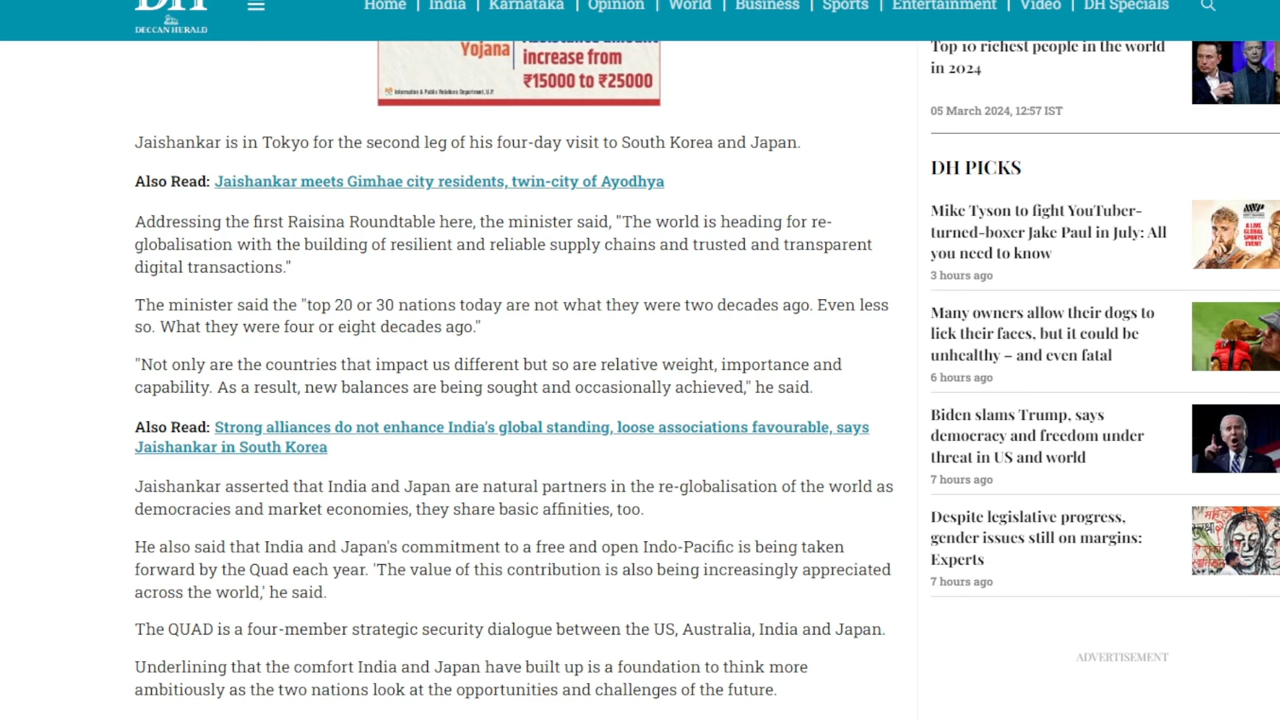 DH
DECCAN HERALD
Home | India | Karnataka | Opinion | World | Business | Sports | Entertainment | Video | DH Specials
Yojana
increase from
₹15000 to ₹25000
Information & Public Relations Department, U.P.
Jaishankar is in Tokyo for the second leg of his four-day visit to South Korea and Japan.
Also Read: Jaishankar meets Gimhae city residents, twin-city of Ayodhya
Addressing the first Raisina Roundtable here, the minister said, "The world is heading for re-
globalisation with the building of resilient and reliable supply chains and trusted and transparent
digital transactions."
The minister said the "top 20 or 30 nations today are not what they were two decades ago. Even less
so. What they were four or eight decades ago."
"Not only are the countries that impact us different but so are relative weight, importance and
capability. As a result, new balances are being sought and occasionally achieved," he said.
Also Read: Strong alliances do not enhance India's global standing, loose associations favourable, says
Jaishankar in South Korea
Jaishankar asserted that India and Japan are natural partners in the re-globalisation of the world as
democracies and market economies, they share basic affinities, too.
He also said that India and Japan's commitment to a free and open Indo-Pacific is being taken
forward by the Quad each year. 'The value of this contribution is also being increasingly appreciated
across the world,' he said.
The QUAD is a four-member strategic security dialogue between the US, Australia, India and Japan.
Underlining that the comfort India and Japan have built up is a foundation to think more
ambitiously as the two nations look at the opportunities and challenges of the future.
Top 10 richest people in the world
in 2024
05 March 2024, 12:57 IST
DH PICKS
Mike Tyson to fight YouTuber-
turned-boxer Jake Paul in July: All
you need to know
3 hours ago
Many owners allow their dogs to
lick their faces, but it could be
unhealthy – and even fatal
6 hours ago
Biden slams Trump, says
democracy and freedom under
threat in US and world
7 hours ago
Despite legislative progress,
gender issues still on margins:
Experts
7 hours ago
ADVERTISEMENT